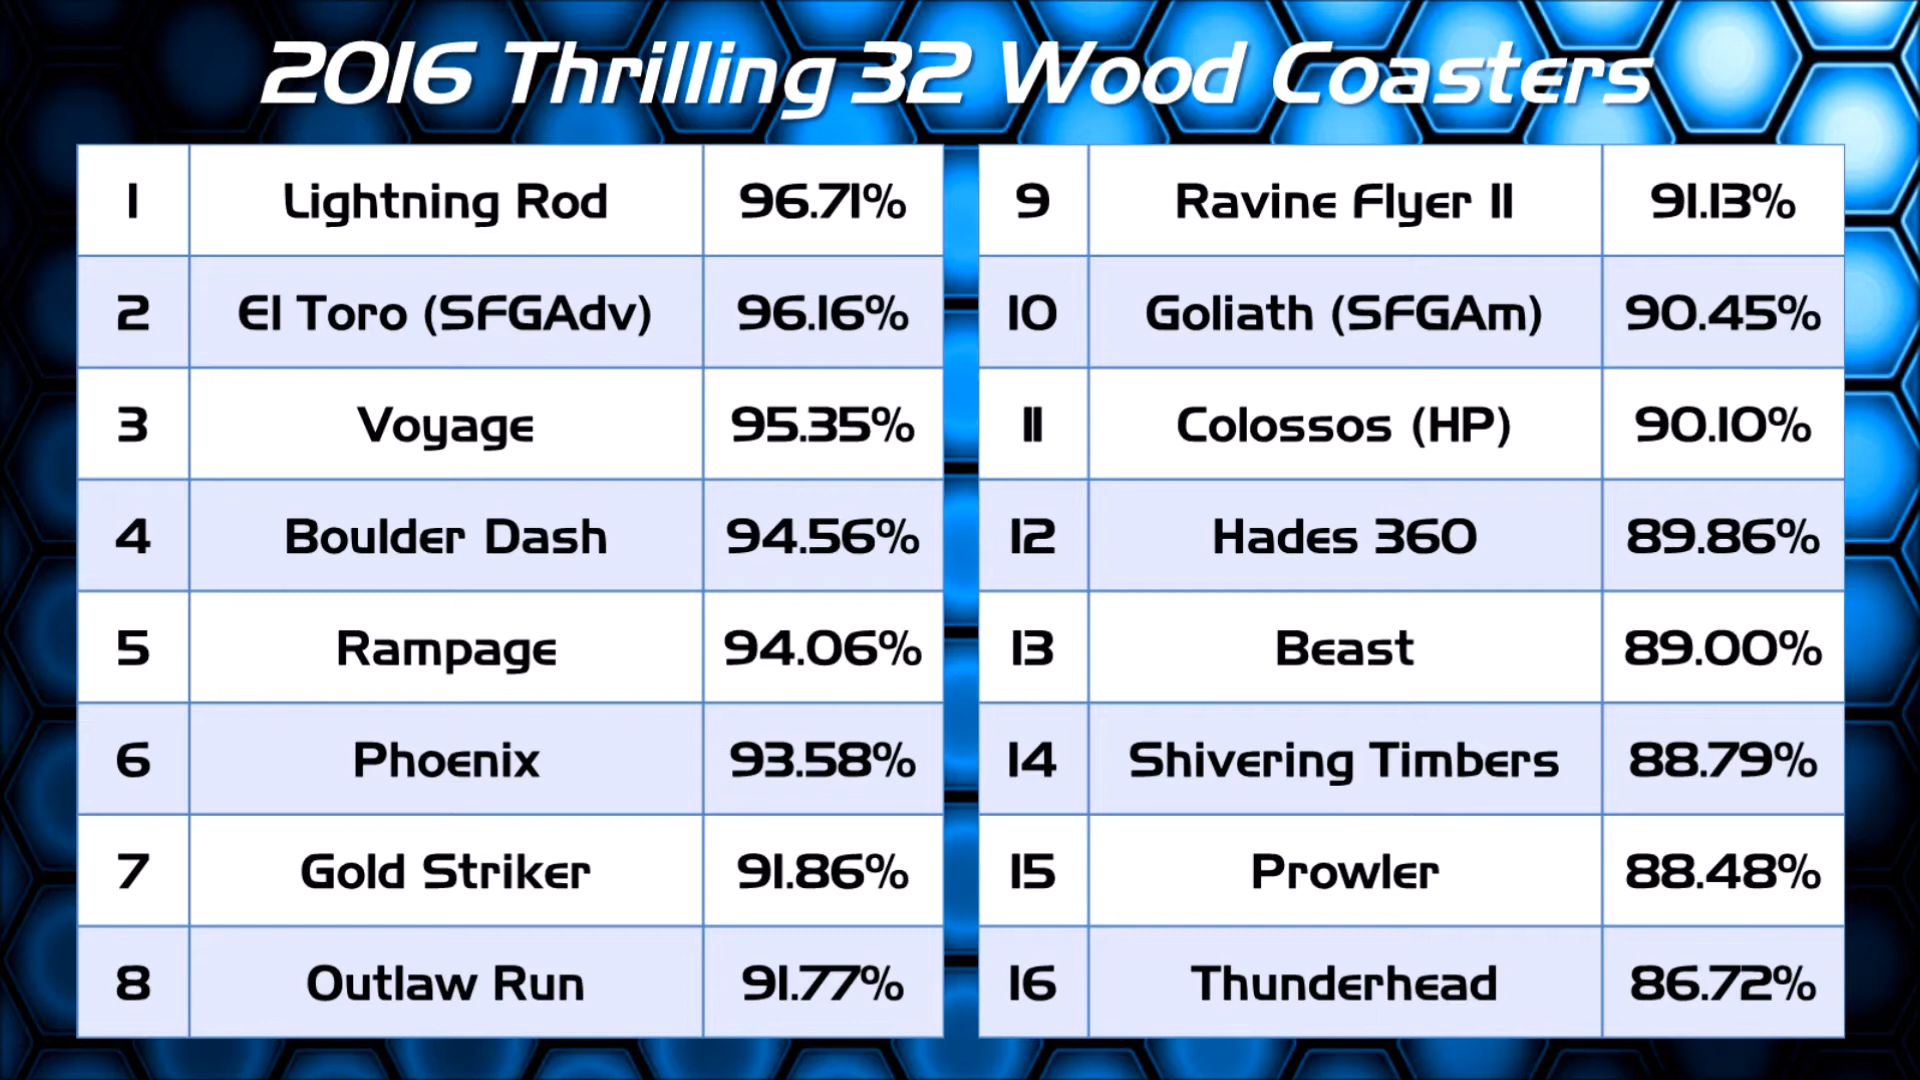 2016 Thrilling 32 Wood Coasters
1 Lightning Rod 96.71%
2 El Toro (SFGAdv) 96.16%
3 Voyage 95.35%
4 Boulder Dash 94.56%
5 Rampage 94.06%
6 Phoenix 93.58%
7 Gold Striker 91.86%
8 Outlaw Run 91.77%
9 Ravine Flyer II 91.13%
10 Goliath (SFGAm) 90.45%
11 Colossos (HP) 90.10%
12 Hades 360 89.86%
13 Beast 89.00%
14 Shivering Timbers 88.79%
15 Prowler 88.48%
16 Thunderhead 86.72%